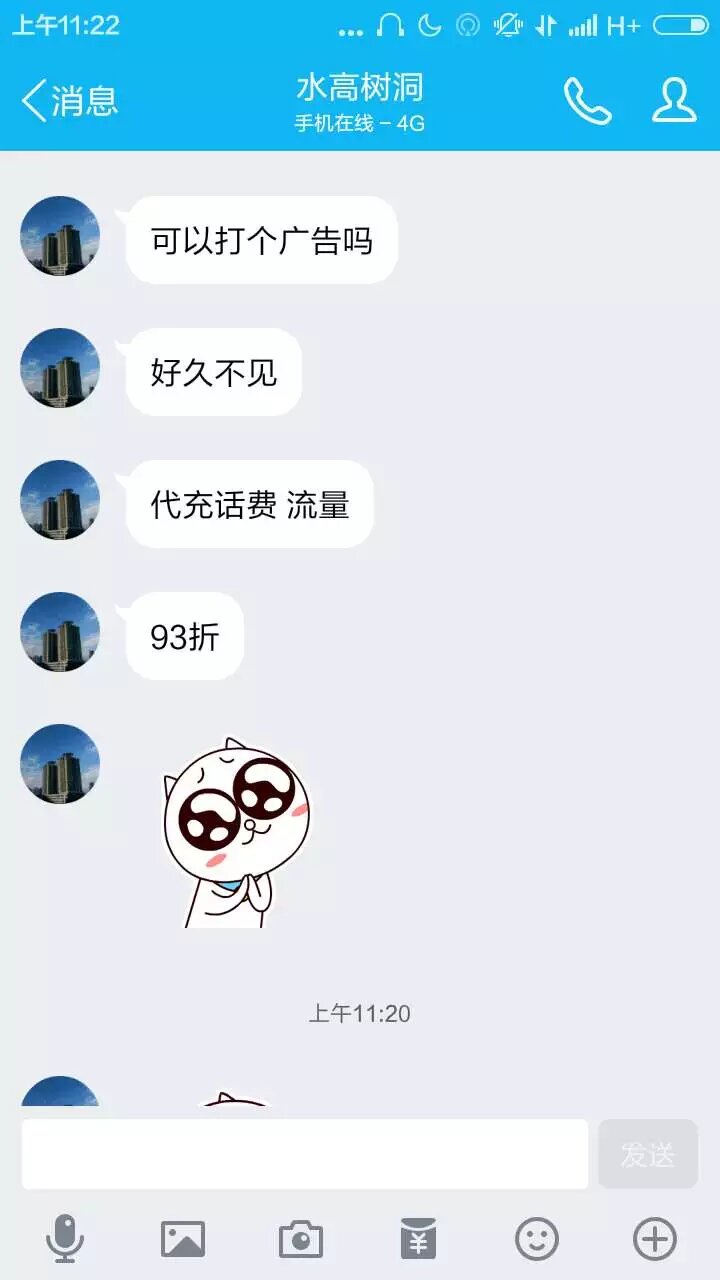 上午11:22
... H+
消息
水高树洞
手机在线 – 4G
可以打个广告吗
好久不见
代充话费 流量
93折
上午11:20
发送